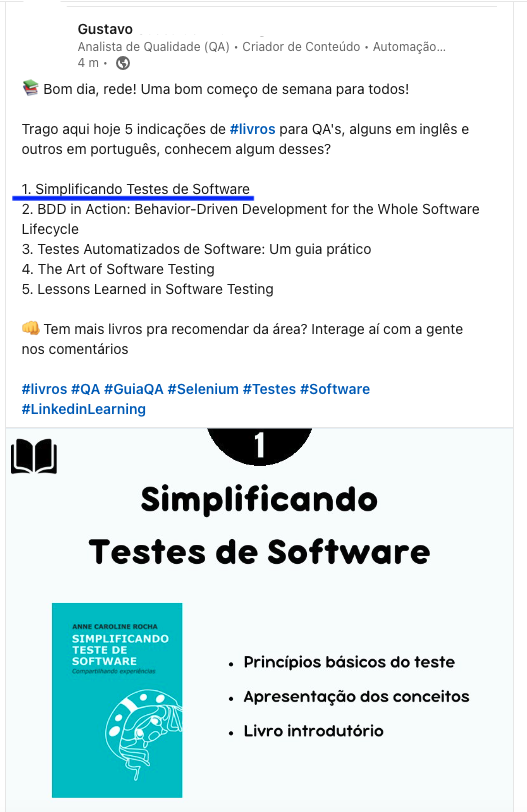 Gustavo
Analista de Qualidade (QA) • Criador de Conteúdo • Automação...
4 m •
Bom dia, rede! Uma bom começo de semana para todos!
Trago aqui hoje 5 indicações de #livros para QA's, alguns em inglês e
outros em português, conhecem algum desses?
1. Simplificando Testes de Software
2. BDD in Action: Behavior-Driven Development for the Whole Software
Lifecycle
3. Testes Automatizados de Software: Um guia prático
4. The Art of Software Testing
5. Lessons Learned in Software Testing
Tem mais livros pra recomendar da área? Interage aí com a gente
nos comentários
#livros #QA #GuiaQA #Selenium #Testes #Software
#LinkedinLearning
1
Simplificando
Testes de Software
ANNE CAROLINE ROCHA
SIMPLIFICANDO
TESTE DE
SOFTWARE
Compartilhando experiências
• Princípios básicos do teste
• Apresentação dos conceitos
• Livro introdutório